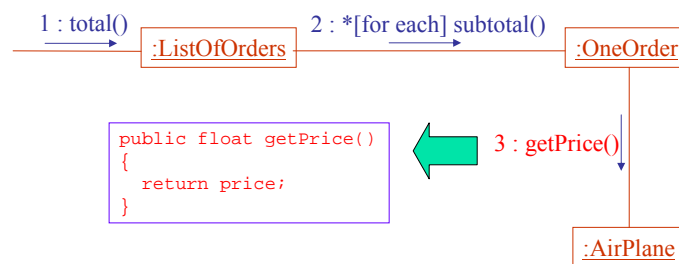 1 : total()
2 : *[for each] subtotal()
:ListOfOrders
:OneOrder
public float getPrice()
{
return price;
}
3 : getPrice()
:AirPlane